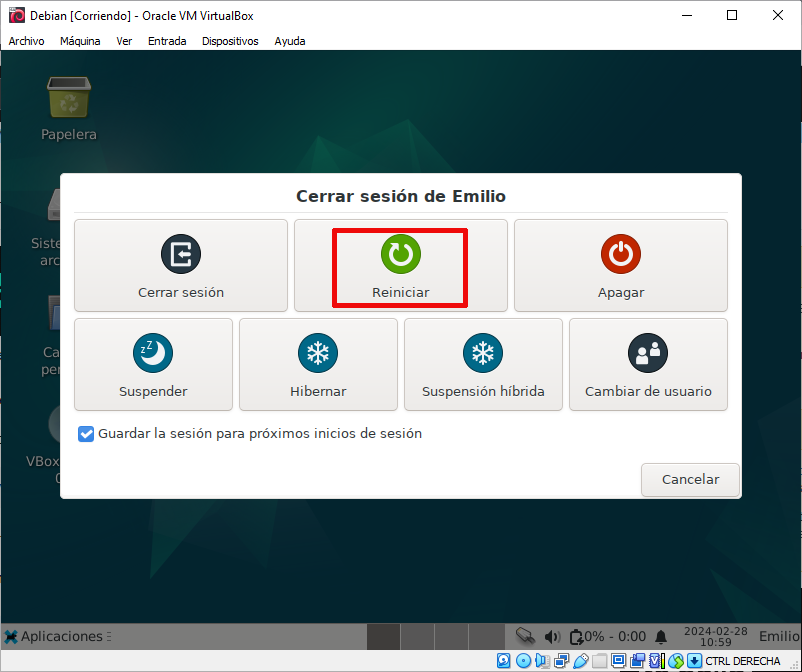 Debian [Corriendo] - Oracle VM VirtualBox
Archivo Máquina Ver Entrada Dispositivos Ayuda
Papelera
Cerrar sesión de Emilio
Cerrar sesión Reiniciar Apagar
Siste
arc
Ca
per
Suspender Hibernar Suspensión híbrida Cambiar de usuario
Guardar la sesión para próximos inicios de sesión
VBox
Cancelar
Aplicaciones 0% - 0:00 2024-02-28 Emilio
10:59
CTRL DERECHA